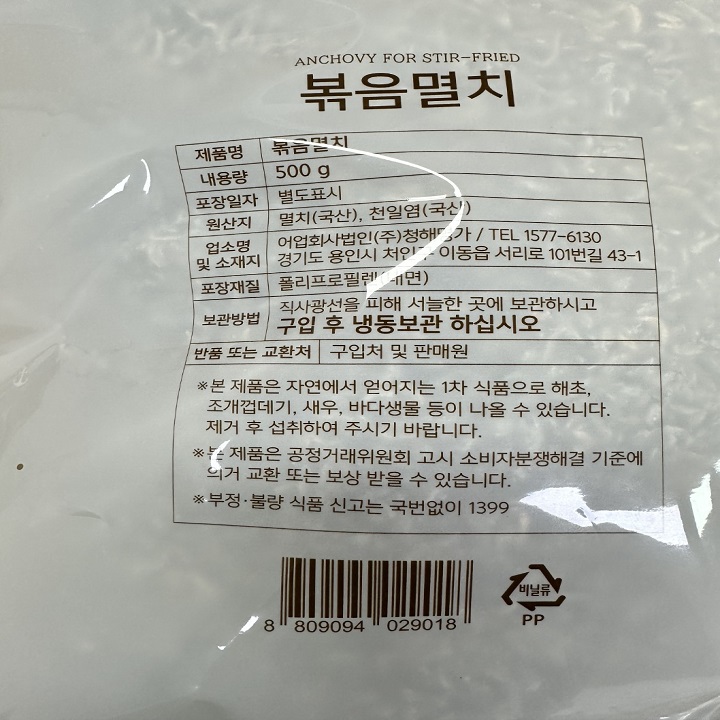 ANCHOVY FOR STIR-FRIED
볶음멸치
제품명 볶음멸치
내용량 500 g
포장일자 별도표시
원산지 멸치(국산), 천일염(국산)
업소명 어업회사법인(주)청해명가 / TEL 1577-6130
및 소재지 경기도 용인시 이동읍 서리로 101번길 43-1
포장재질 폴리프로필렌(내면)
보관방법 직사광선을 피해 서늘한 곳에 보관하시고
구입 후 냉동보관 하십시오
반품 또는 교환처 구입처 및 판매원
※본 제품은 자연에서 얻어지는 1차 식품으로 해초,
조개껍데기, 새우, 바다생물 등이 나올 수 있습니다.
제거 후 섭취하여 주시기 바랍니다.
※본 제품은 공정거래위원회 고시 소비자분쟁해결 기준에
의거 교환 또는 보상 받을 수 있습니다.
※부정·불량 식품 신고는 국번없이 1399
8 809094 029018
비닐류
PP